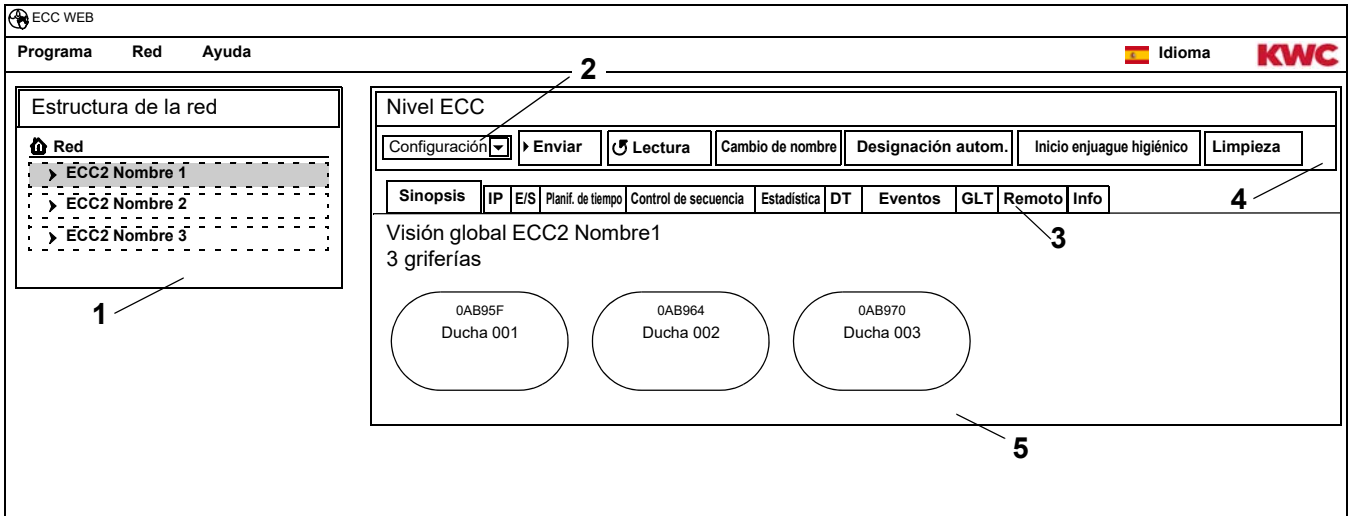 ECC WEB
Programa Red Ayuda Idioma KWC
2
Estructura de la red
Red
ECC2 Nombre 1
ECC2 Nombre 2
ECC2 Nombre 3
1
Nivel ECC
Configuración Enviar Lectura Cambio de nombre Designación autom. Inicio enjuague higiénico Limpieza
4
Sinopsis IP E/S Planif. de tiempo Control de secuencia Estadística DT Eventos GLT Remoto Info
3
Visión global ECC2 Nombre1
3 griferías
0AB95F
Ducha 001
0AB964
Ducha 002
0AB970
Ducha 003
5